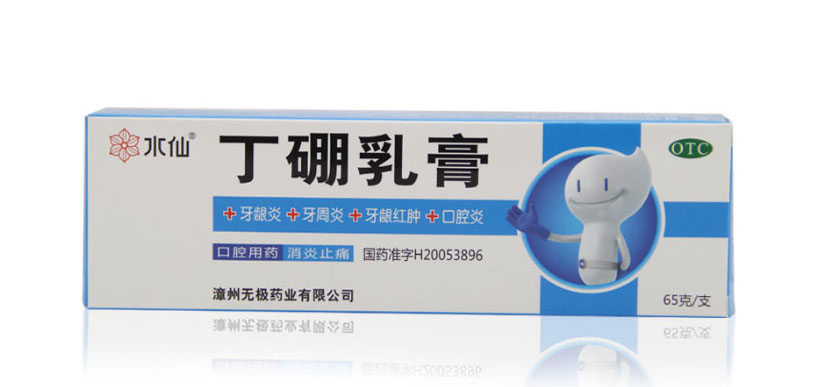 水仙®
丁硼乳膏
OTC
+牙龈炎+牙周炎+牙龈红肿+口腔炎
口腔用药 消炎止痛 国药准字H20053896
漳州无极药业有限公司
65克/支